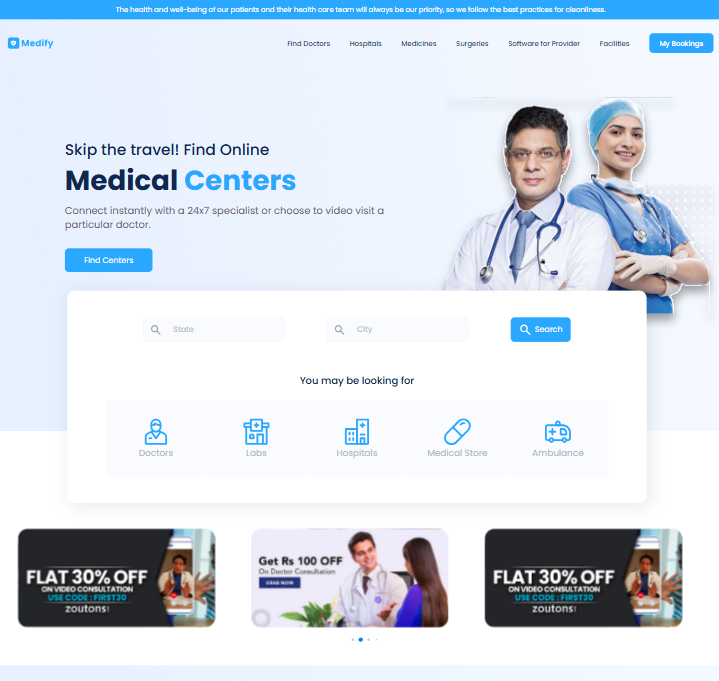 The health and well-being of our patients and their health care team will always be our priority, so we follow the best practices for cleanliness.
Medify
Find Doctors
Hospitals
Medicines
Surgeries
Software for Provider
Facilities
My Bookings
Skip the travel! Find Online
Medical Centers
Connect instantly with a 24x7 specialist or choose to video visit a
particular doctor.
Find Centers
State
City
Search
You may be looking for
Doctors
Labs
Hospitals
Medical Store
Ambulance
FLAT 30% OFF
ON VIDEO CONSULTATION
USE CODE : FIRST30
zoutons!
Get Rs 100 OFF
On Doctor Consultation
GRAB NOW
FLAT 30% OFF
ON VIDEO CONSULTATION
USE CODE : FIRST30
zoutons!